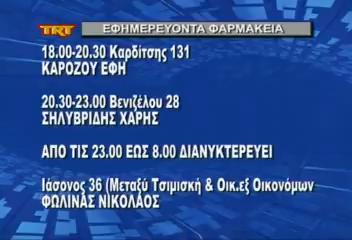 TRT
ΕΦΗΜΕΡΕΥΟΝΤΑ ΦΑΡΜΑΚΕΙΑ
18.00-20.30 Καρδίτσης 131
ΚΑΡΟΖΟΥ ΕΦΗ
20.30-23.00 Βενιζέλου 28
ΣΗΛΥΒΡΙΔΗΣ ΧΑΡΗΣ
ΑΠΟ ΤΙΣ 23.00 ΕΩΣ 8.00 ΔΙΑΝΥΚΤΕΡΕΥΕΙ
Ιάσονος 36 (Μεταξύ Τσιμισκή & Οικ.εξ Οικονόμων
ΦΩΛΙΝΑΣ ΝΙΚΟΛΑΟΣ